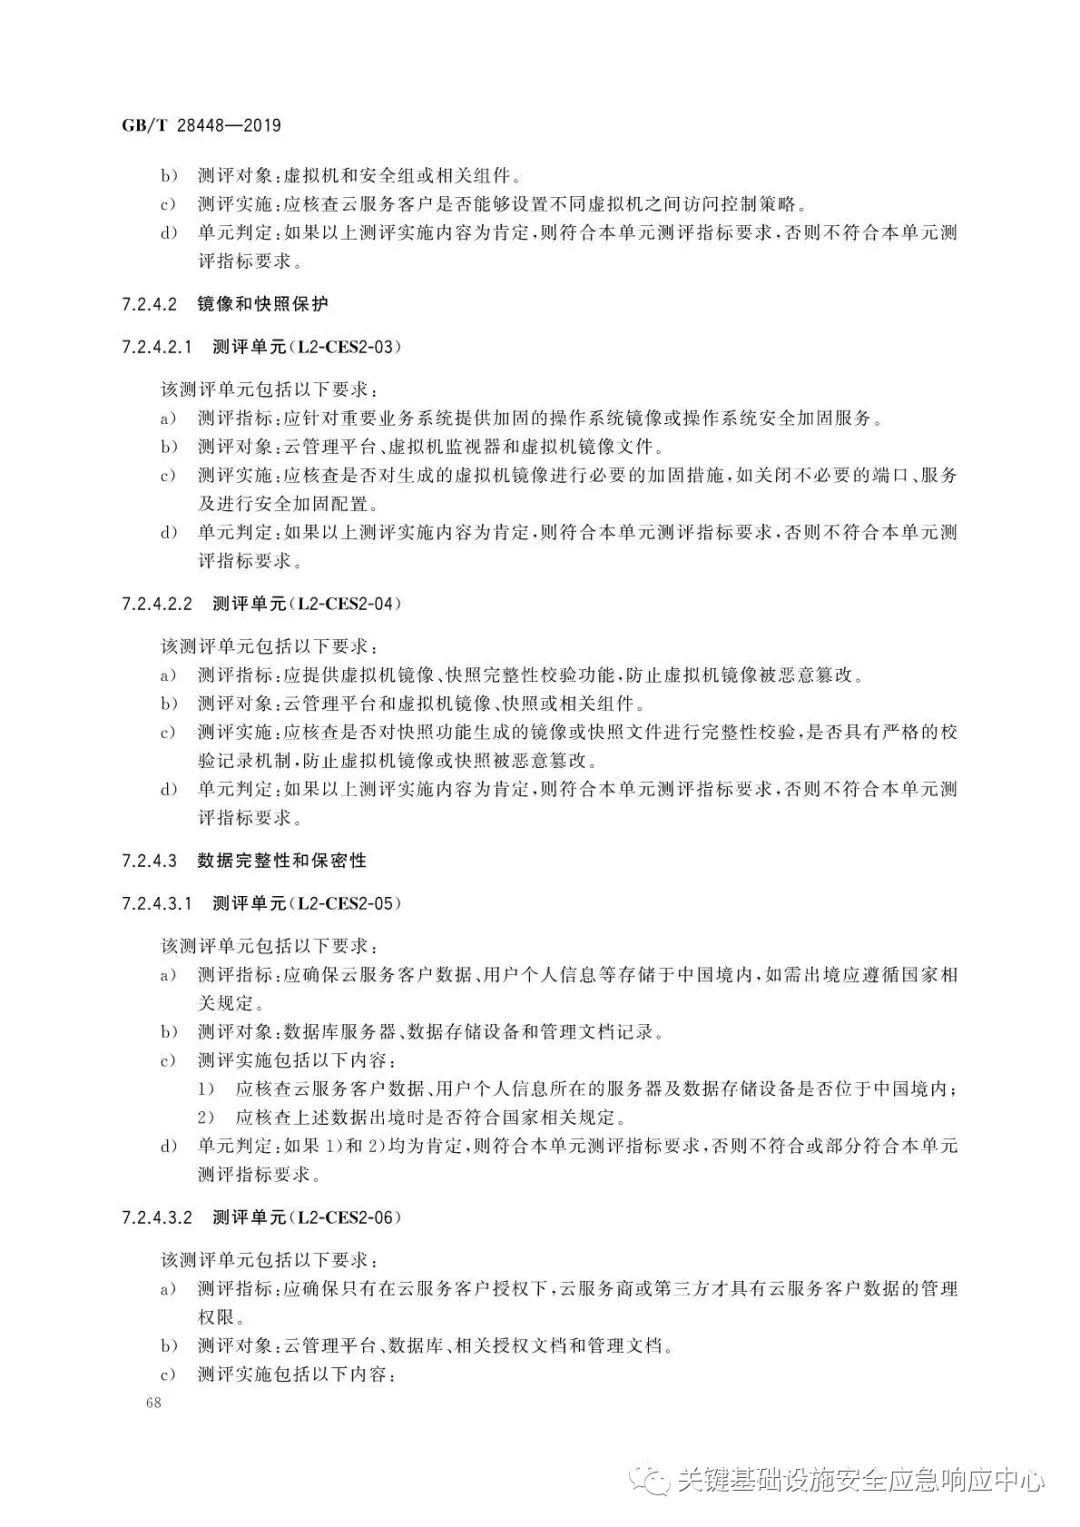 GB/T 28448—2019
b) 测评对象:虚拟机和安全组或相关组件。
c) 测评实施:应核查云服务客户是否能够设置不同虚拟机之间访问控制策略。
d) 单元判定:如果以上测评实施内容为肯定,则符合本单元测评指标要求,否则不符合本单元测
评指标要求。
7.2.4.2 镜像和快照保护
7.2.4.2.1 测评单元(L2-CES2-03)
该测评单元包括以下要求:
a) 测评指标:应针对重要业务系统提供加固的操作系统镜像或操作系统安全加固服务。
b) 测评对象:云管理平台、虚拟机监视器和虚拟机镜像文件。
c) 测评实施:应核查是否对生成的虚拟机镜像进行必要的加固措施,如关闭不必要的端口、服务
及进行安全加固配置。
d) 单元判定:如果以上测评实施内容为肯定,则符合本单元测评指标要求,否则不符合本单元测
评指标要求。
7.2.4.2.2 测评单元(L2-CES2-04)
该测评单元包括以下要求:
a) 测评指标:应提供虚拟机镜像、快照完整性校验功能,防止虚拟机镜像被恶意篡改。
b) 测评对象:云管理平台和虚拟机镜像、快照或相关组件。
c) 测评实施:应核查是否对快照功能生成的镜像或快照文件进行完整性校验,是否具有严格的校
验记录机制,防止虚拟机镜像或快照被恶意篡改。
d) 单元判定:如果以上测评实施内容为肯定,则符合本单元测评指标要求,否则不符合本单元测
评指标要求。
7.2.4.3 数据完整性和保密性
7.2.4.3.1 测评单元(L2-CES2-05)
该测评单元包括以下要求:
a) 测评指标:应确保云服务客户数据、用户个人信息等存储于中国境内,如需出境应遵循国家相
关规定。
b) 测评对象:数据库服务器、数据存储设备和管理文档记录。
c) 测评实施包括以下内容:
1) 应核查云服务客户数据、用户个人信息所在的服务器及数据存储设备是否位于中国境内;
2) 应核查上述数据出境时是否符合国家相关规定。
d) 单元判定:如果 1)和 2)均为肯定,则符合本单元测评指标要求,否则不符合或部分符合本单元
测评指标要求。
7.2.4.3.2 测评单元(L2-CES2-06)
该测评单元包括以下要求:
a) 测评指标:应确保只有在云服务客户授权下,云服务商或第三方才具有云服务客户数据的管理
权限。
b) 测评对象:云管理平台、数据库、相关授权文档和管理文档。
c) 测评实施包括以下内容:
68
关键基础设施安全应急响应中心